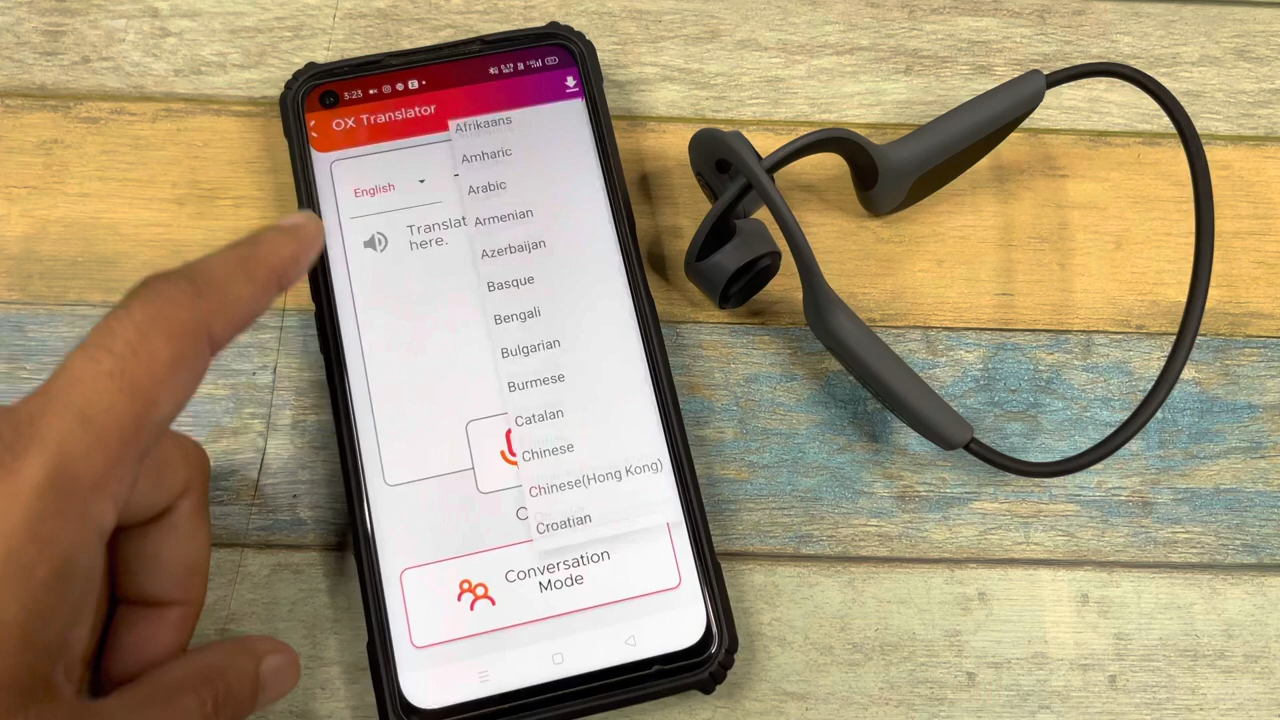 3:23
OX Translator
English
Translat
here.
Afrikaans
Amharic
Arabic
Armenian
Azerbaijan
Basque
Bengali
Bulgarian
Burmese
Catalan
Chinese
Chinese(Hong Kong)
Croatian
C
Conversation
Mode